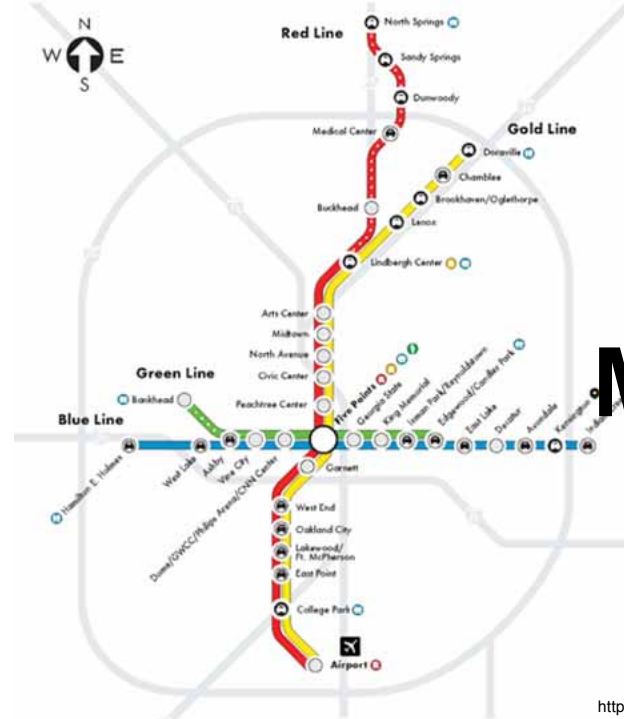 N
W E
S
Red Line
North Springs
Sandy Springs
Dunwoody
Medical Center
Gold Line
Doraville
Chamblee
Brookhaven/Oglethorpe
Buckhead
Lenox
Lindbergh Center
Arts Center
Midtown
North Avenue
Civic Center
Peachtree Center
Green Line
Bankhead
Blue Line
Hamilton E. Holmes
West Lake
Ashby
Vine City
Dome/GWCC/Philips Arena/CNN Center
Five Points
Georgia State
King Memorial
Inman Park/Reynoldstown
Edgewood/Candler Park
East Lake
Decatur
Avondale
Kensington
Garnett
West End
Oakland City
Lakewood/
Ft. McPherson
East Point
College Park
Airport
M
http